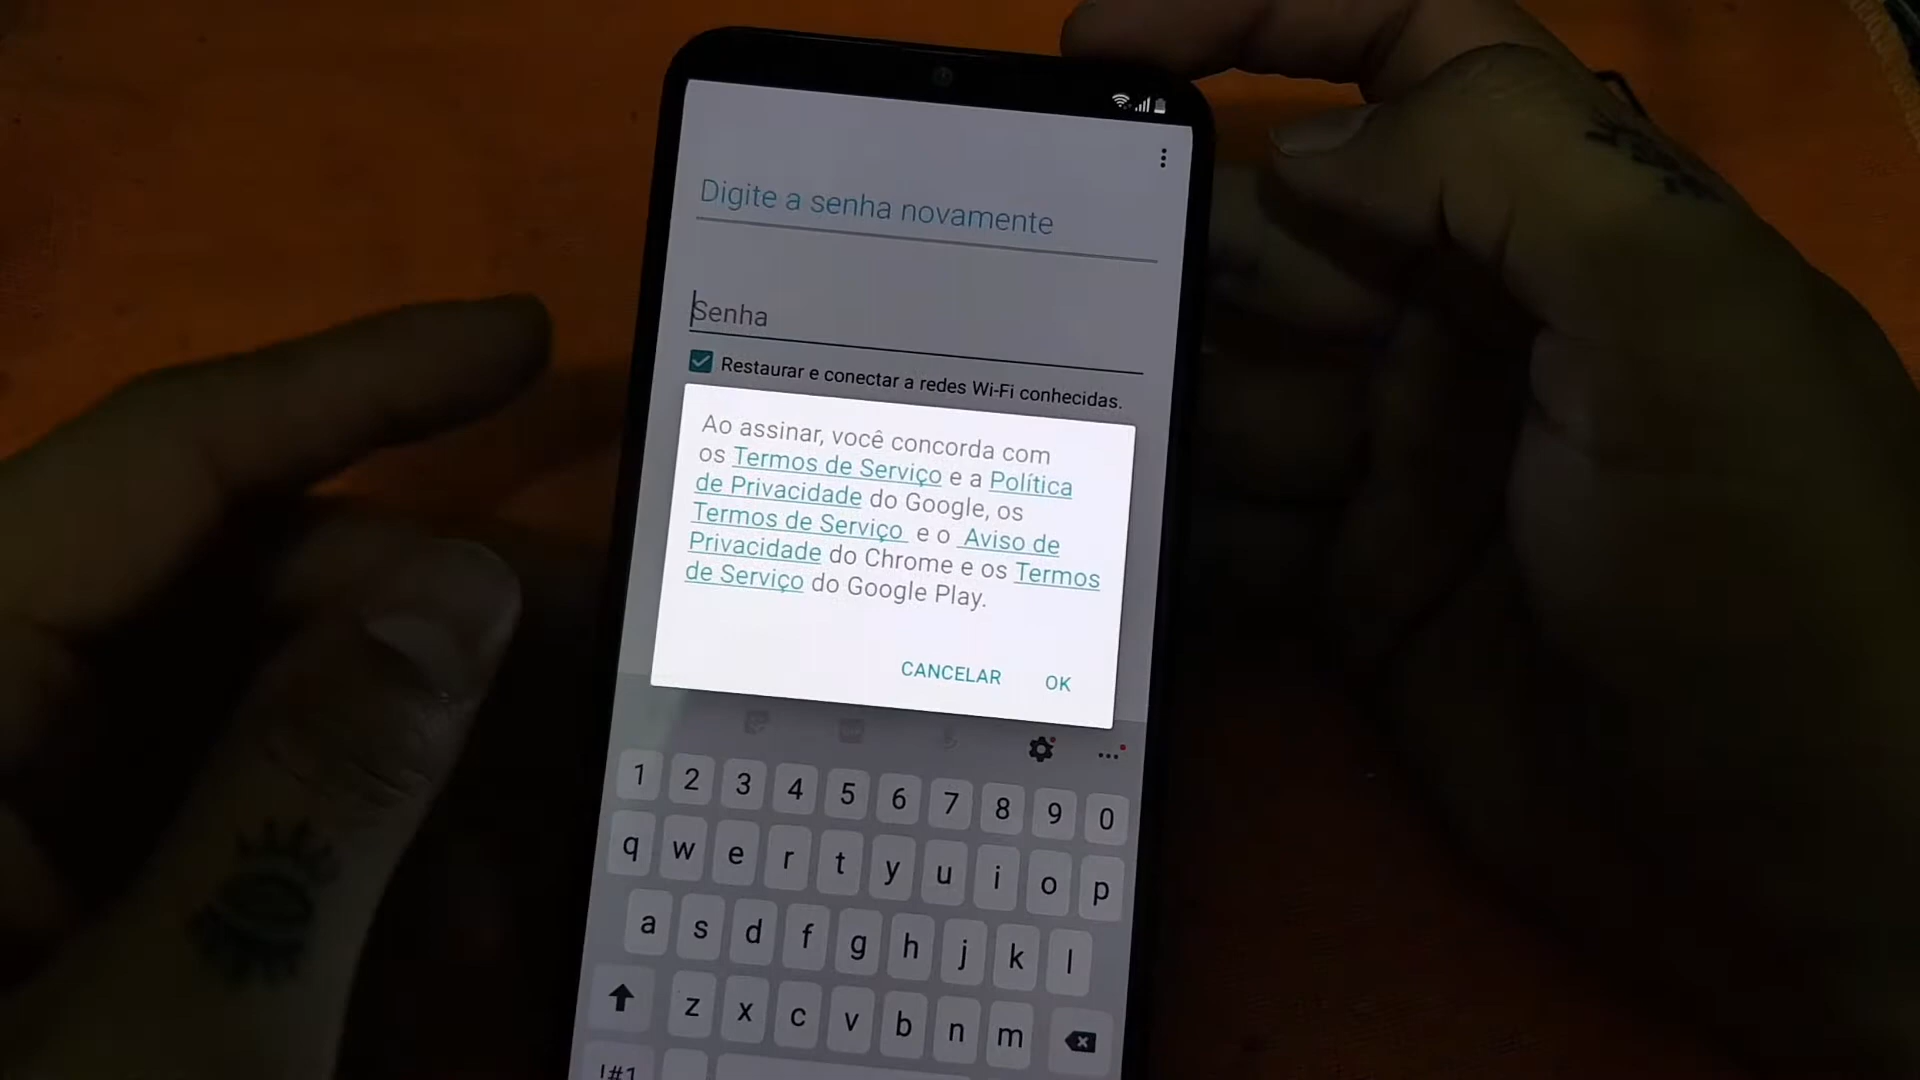 Digite a senha novamente
Senha
Restaurar e conectar a redes Wi-Fi conhecidas.
Ao assinar, você concorda com
os Termos de Serviço e a Política
de Privacidade do Google, os
Termos de Serviço e o Aviso de
Privacidade do Chrome e os Termos
de Serviço do Google Play.
CANCELAR OK
1 2 3 4 5 6 7 8 9 0
q w e r t y u i o p
a s d f g h j k l
z x c v b n m
!#1